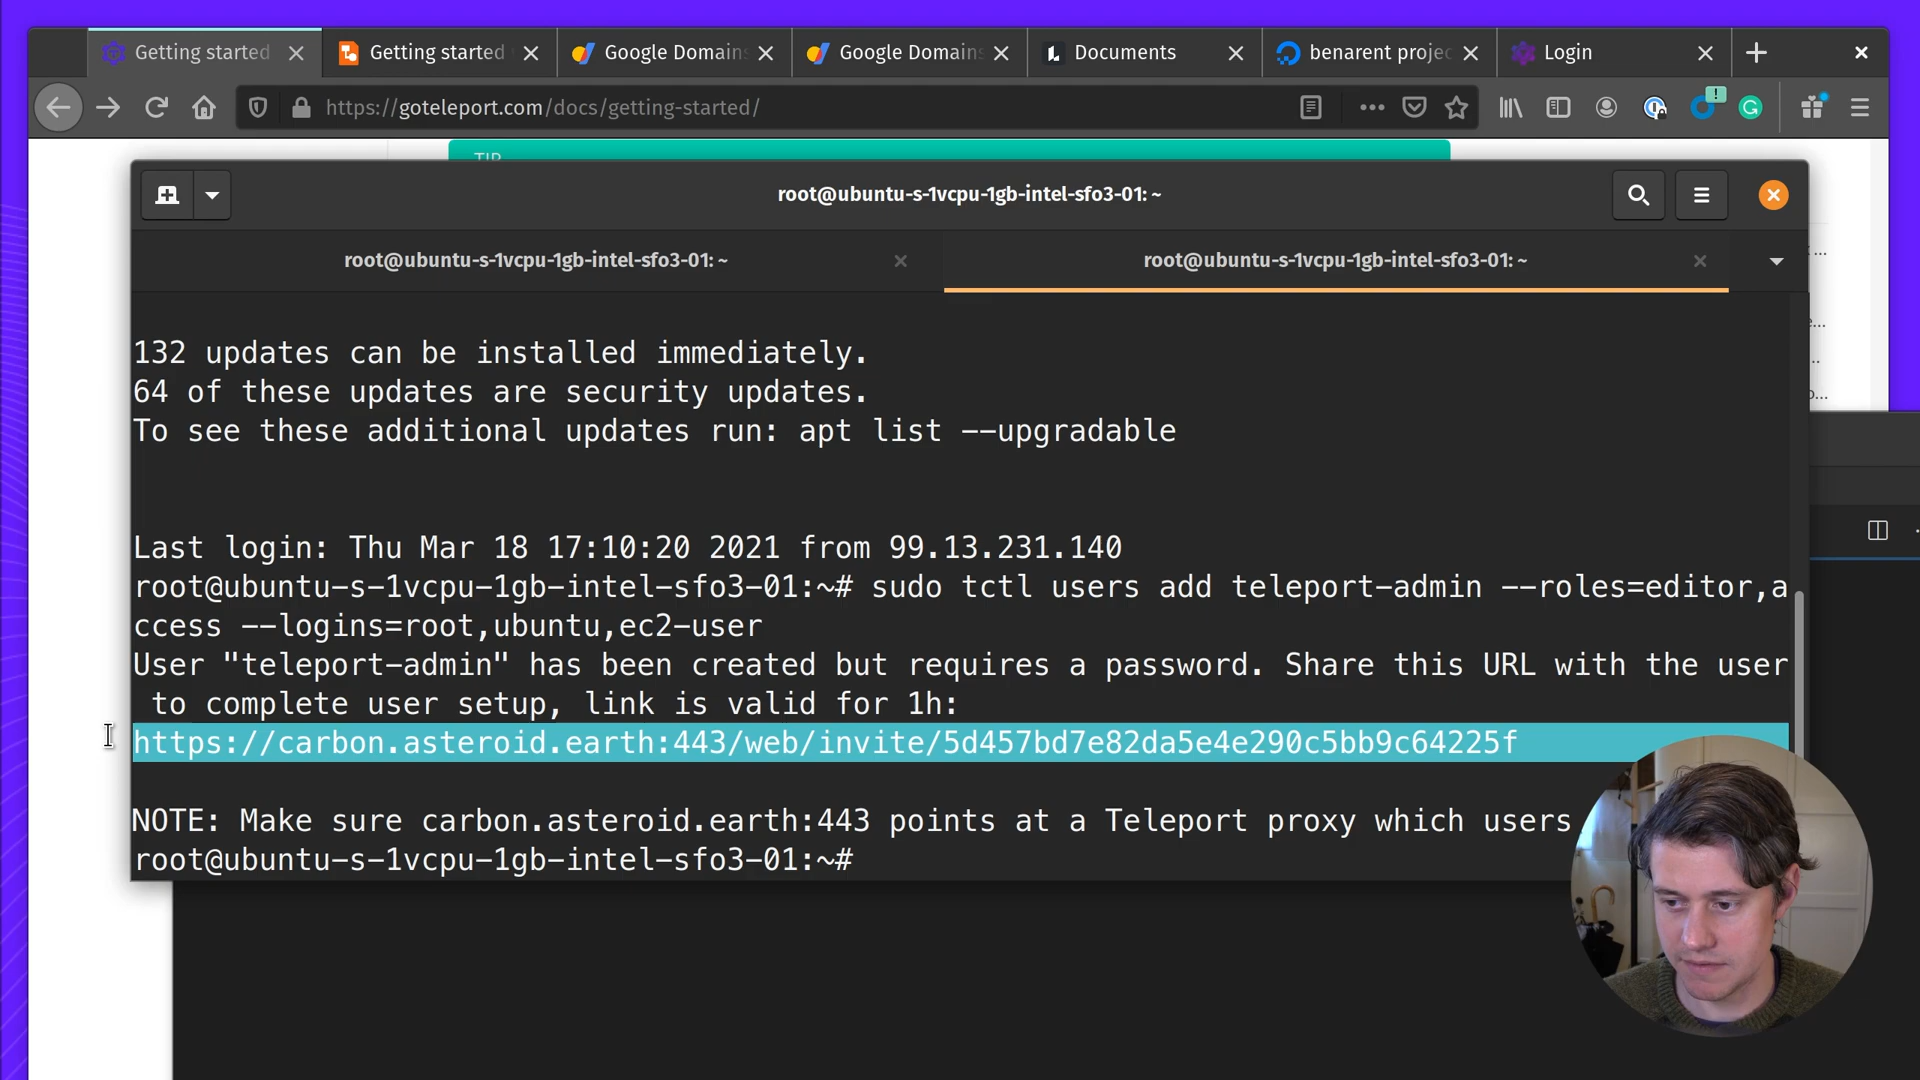 Getting started
Getting started
Google Domains
Google Domains
Documents
benarent projec
Login
https://goteleport.com/docs/getting-started/
TIP
root@ubuntu-s-1vcpu-1gb-intel-sfo3-01: ~
root@ubuntu-s-1vcpu-1gb-intel-sfo3-01: ~
root@ubuntu-s-1vcpu-1gb-intel-sfo3-01: ~
132 updates can be installed immediately.
64 of these updates are security updates.
To see these additional updates run: apt list --upgradable
Last login: Thu Mar 18 17:10:20 2021 from 99.13.231.140
root@ubuntu-s-1vcpu-1gb-intel-sfo3-01:~# sudo tctl users add teleport-admin --roles=editor,a
ccess --logins=root,ubuntu,ec2-user
User "teleport-admin" has been created but requires a password. Share this URL with the user
to complete user setup, link is valid for 1h:
https://carbon.asteroid.earth:443/web/invite/5d457bd7e82da5e4e290c5bb9c64225f
NOTE: Make sure carbon.asteroid.earth:443 points at a Teleport proxy which users
root@ubuntu-s-1vcpu-1gb-intel-sfo3-01:~#